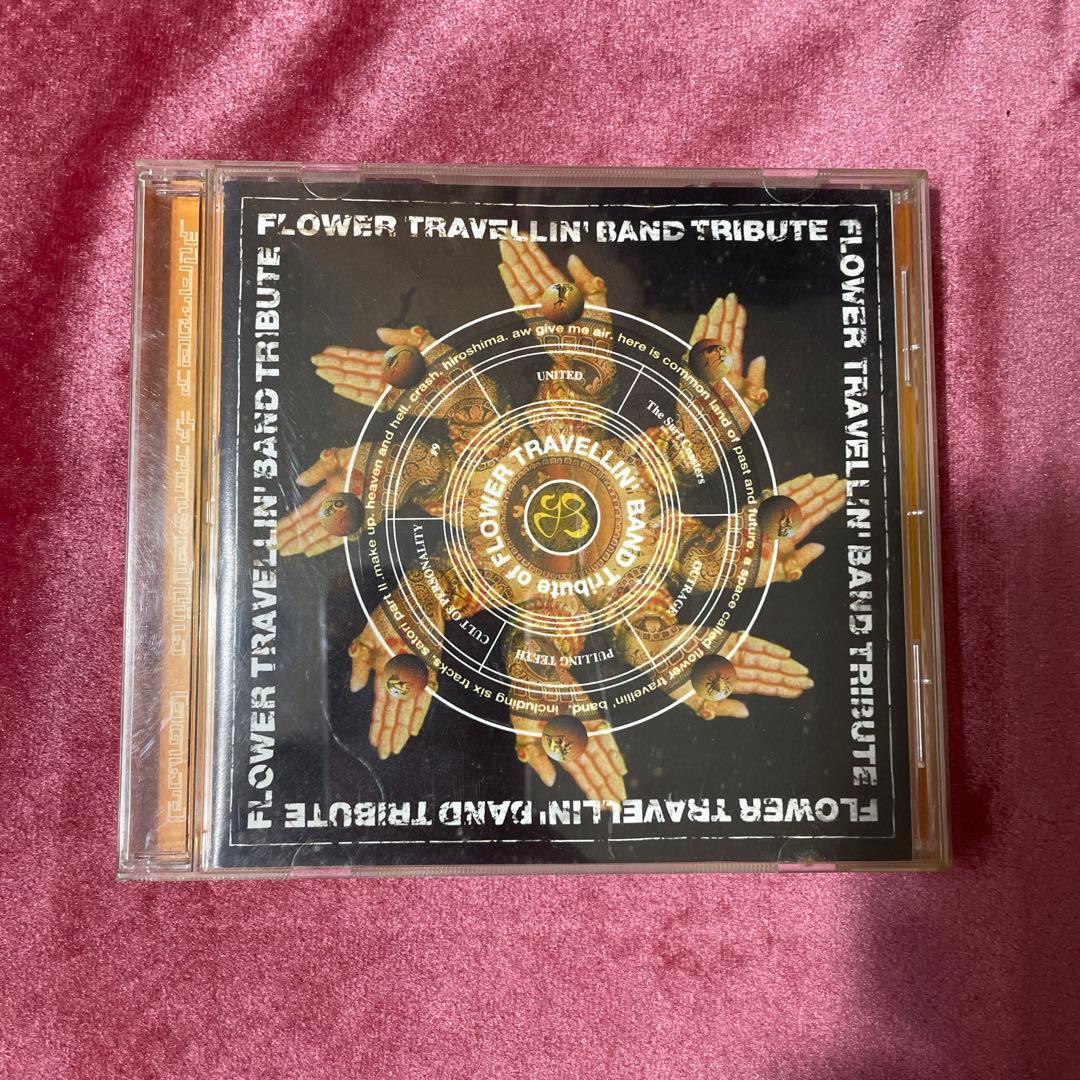 FLOWER TRAVELLIN' BAND TRIBUTE
FLOWER TRAVELLIN' BAND TRIBUTE
FLOWER TRAVELLIN' BAND TRIBUTE
FLOWER TRAVELLIN' BAND TRIBUTE
satori part II. make up. heaven and hell. crash. hiroshima. aw give me air. here is common land of past and future. a space called flower travellin' band. including six tracks,
UNITED
The Surf Coasters
OUTRAGE
PULLING TEETH
CULT OF PERSONALITY
Tribute of FLOWER TRAVELLIN' BAND